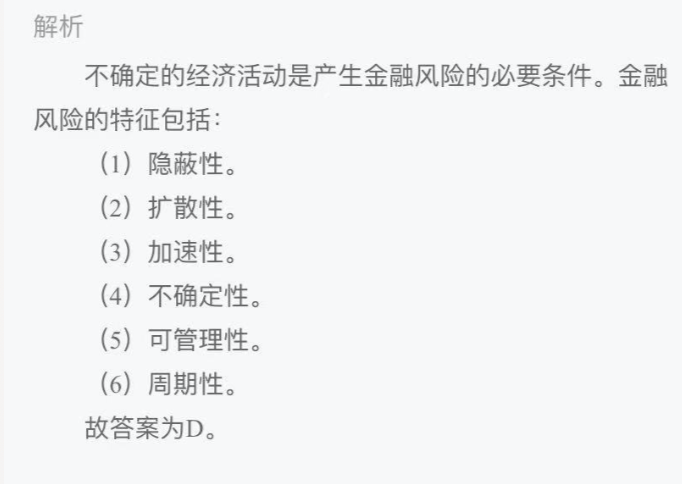 解析
不确定的经济活动是产生金融风险的必要条件。金融
风险的特征包括：
（1）隐蔽性。
（2）扩散性。
（3）加速性。
（4）不确定性。
（5）可管理性。
（6）周期性。
故答案为D。